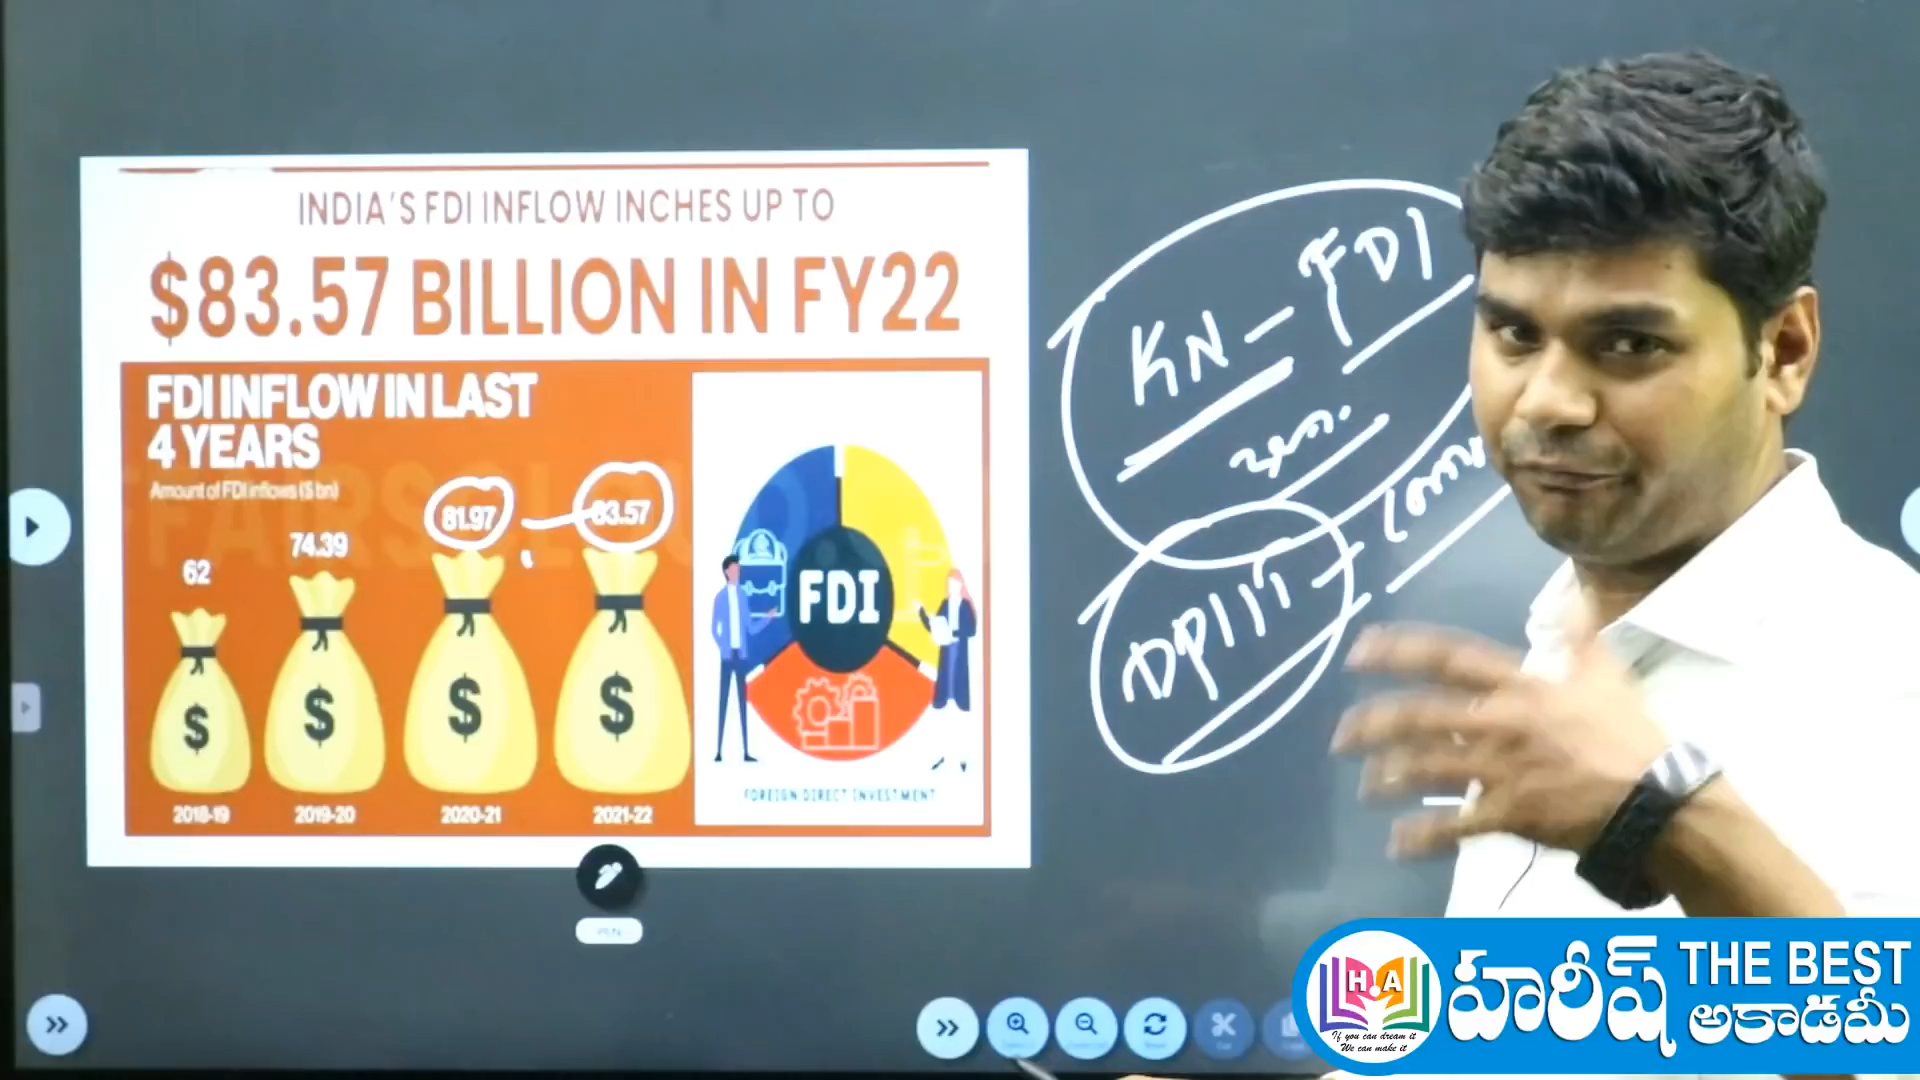 INDIA'S FDI INFLOW INCHES UP TO
$83.57 BILLION IN FY22
FDI INFLOW IN LAST
4 YEARS
Amount of FDI inflows ($ bn)
62
74.39
81.97
83.57
$
$
$
$
2018-19
2019-20
2020-21
2021-22
FDI
FOREIGN DIRECT INVESTMENT
KN - FDI
DPIIT -
PEN
H.A
If you can dream it
We can make it
హరీష్
THE BEST
అకాడమీ